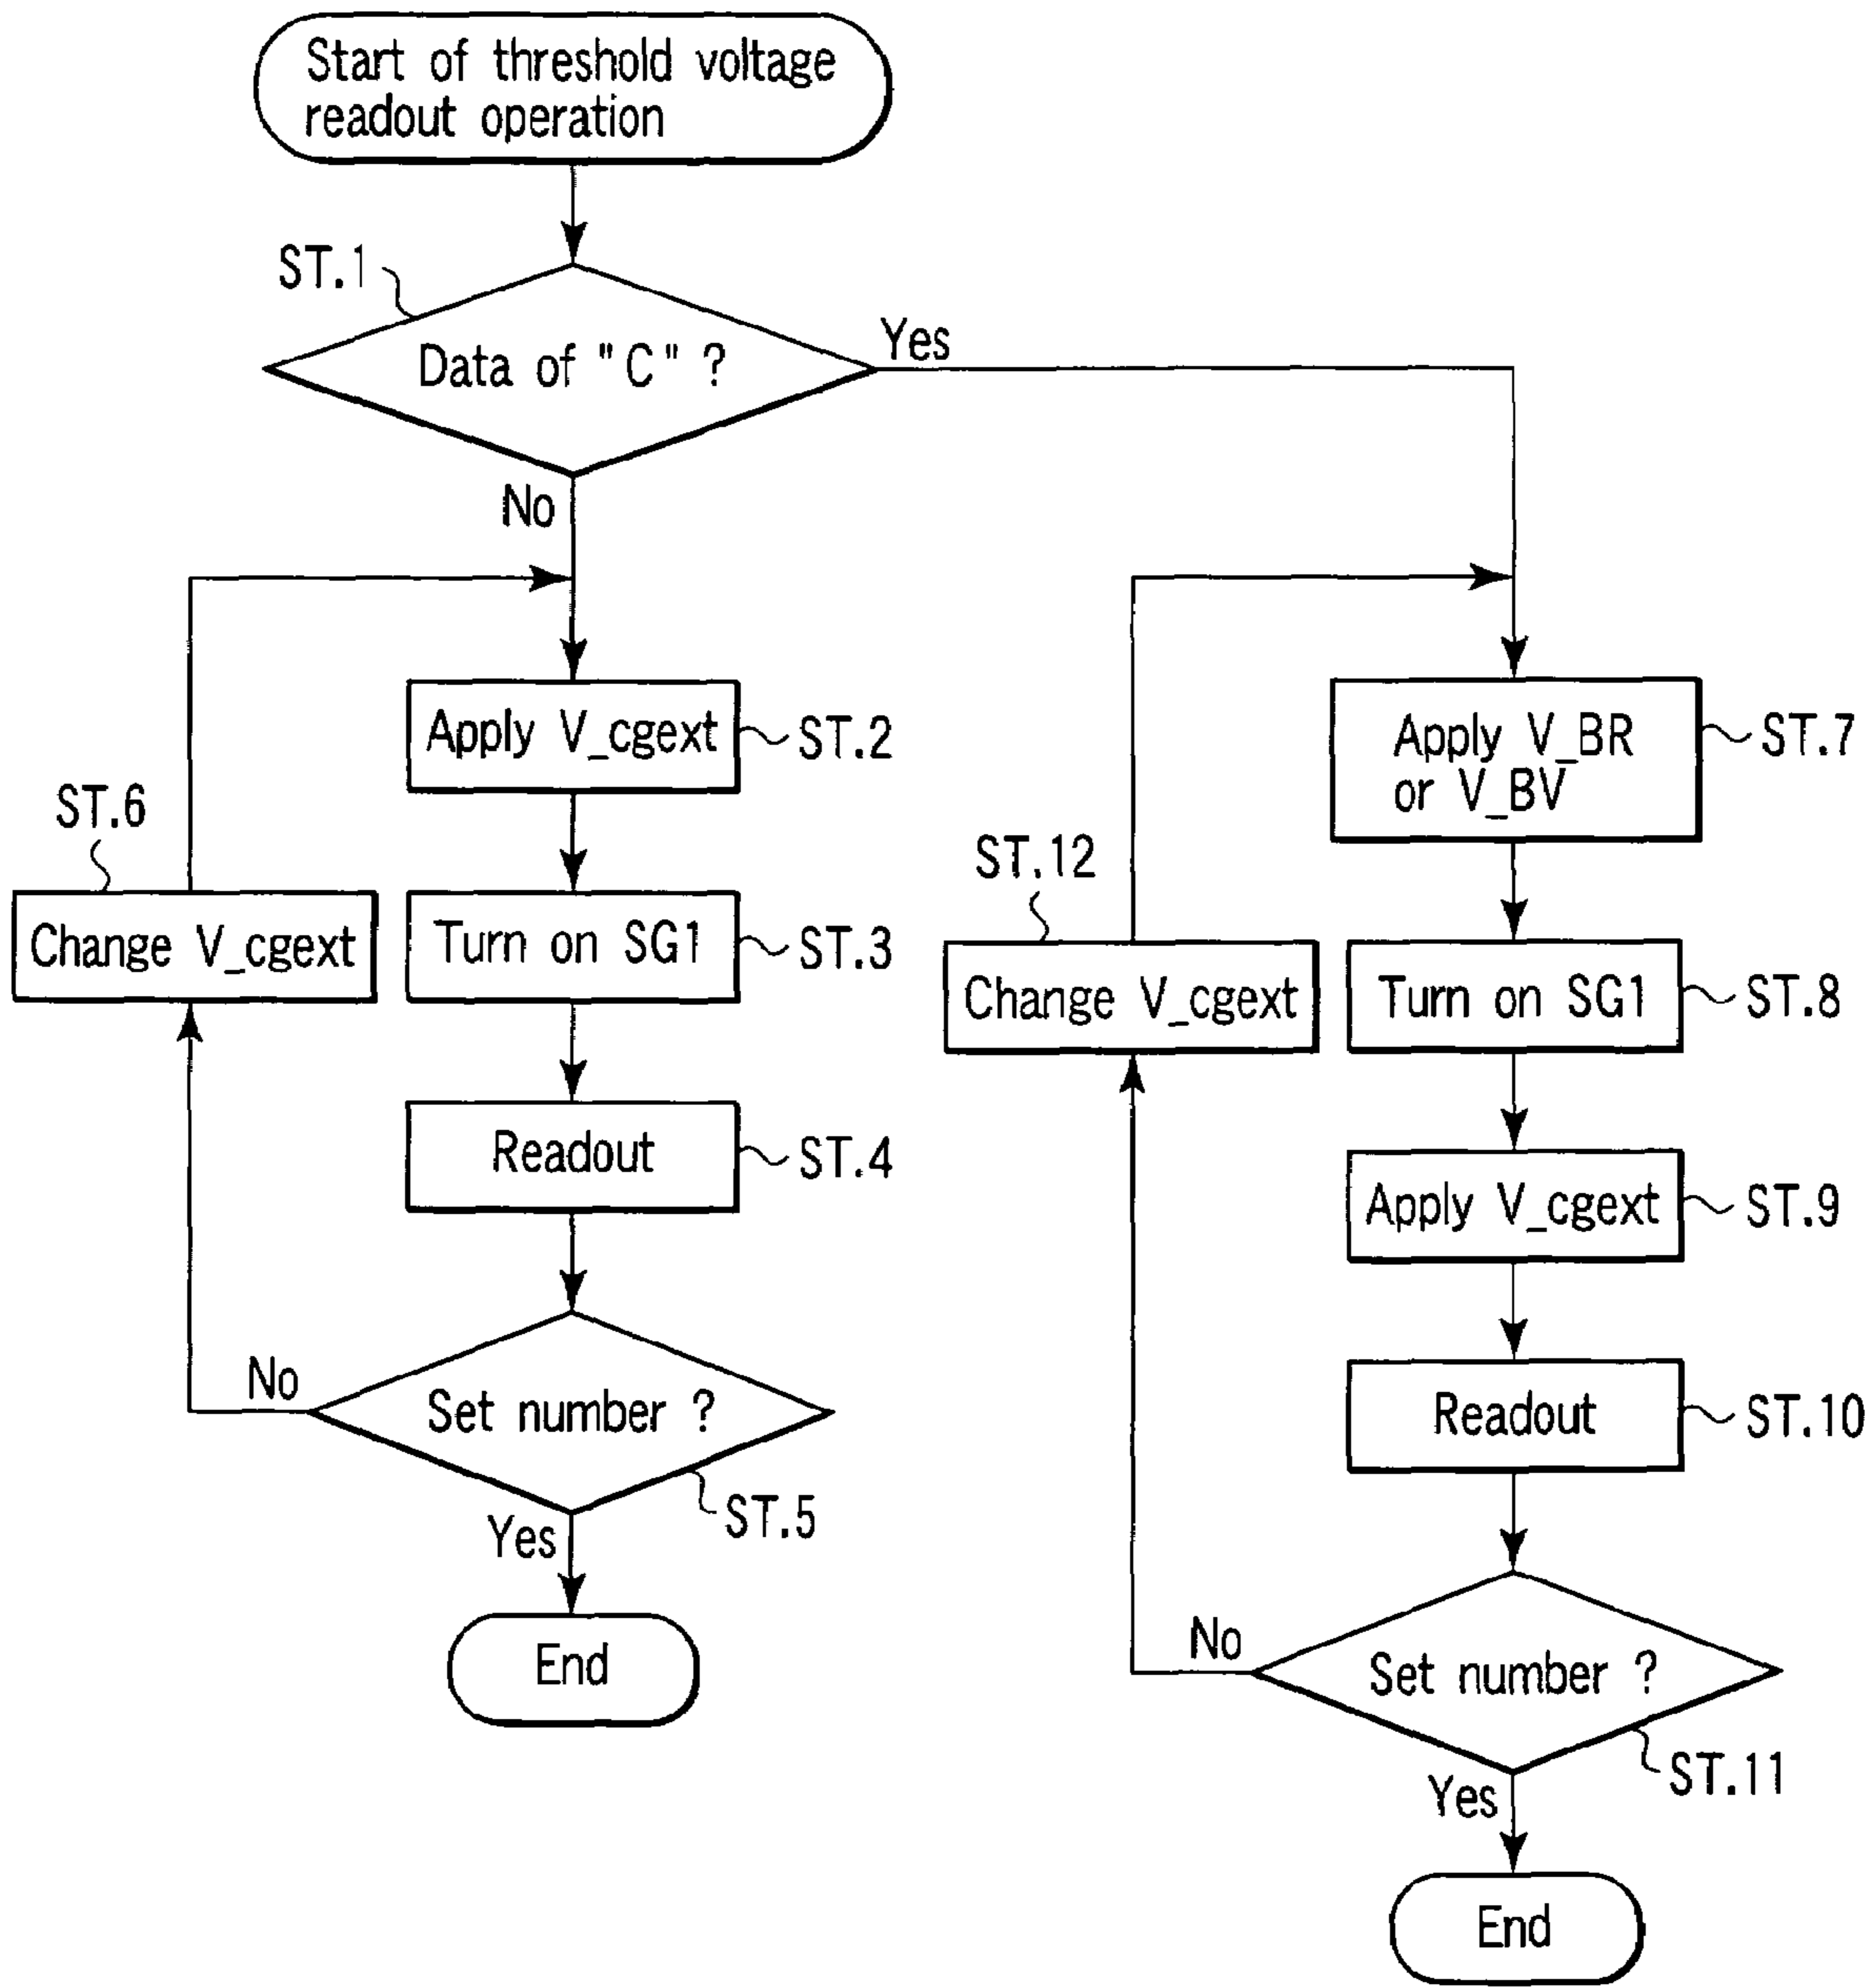 Start of threshold voltage
readout operation
ST.1
Data of "C" ?
Yes
No
Apply V_cgext
ST.2
ST.6
Change V_cgext
Turn on SG1
ST.3
Readout
ST.4
No
Set number ?
ST.5
Yes
End
Apply V_BR
or V_BV
ST.7
ST.12
Change V_cgext
Turn on SG1
ST.8
Apply V_cgext
ST.9
Readout
ST.10
No
Set number ?
ST.11
Yes
End